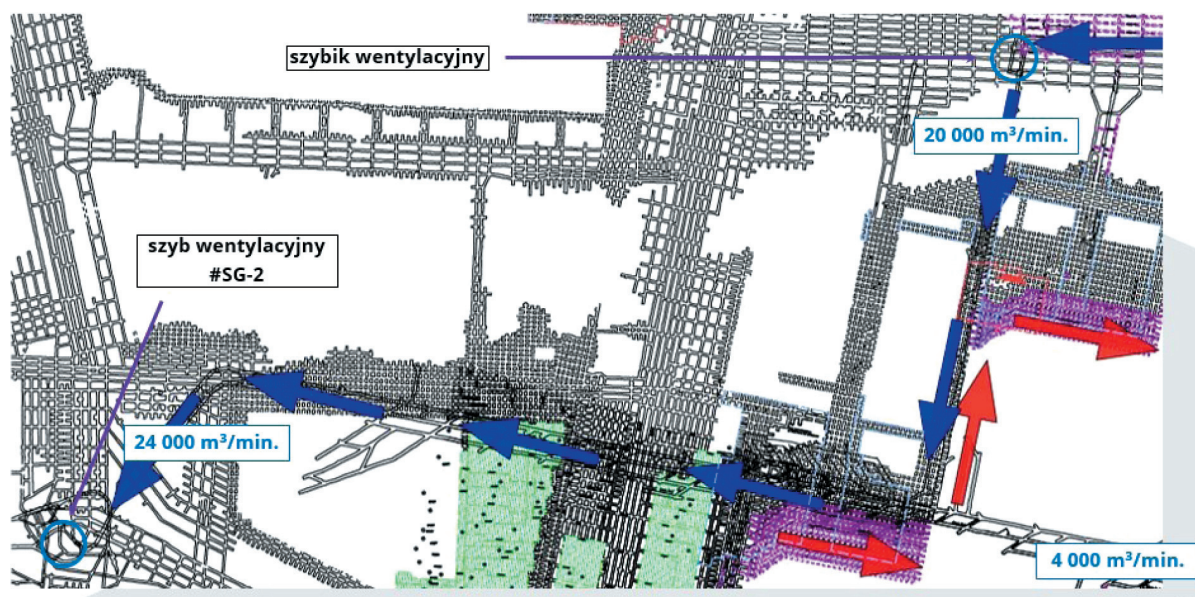 szybik wentylacyjny
20 000 m³/min.
szyb wentylacyjny
#SG-2
24 000 m³/min.
4 000 m³/min.